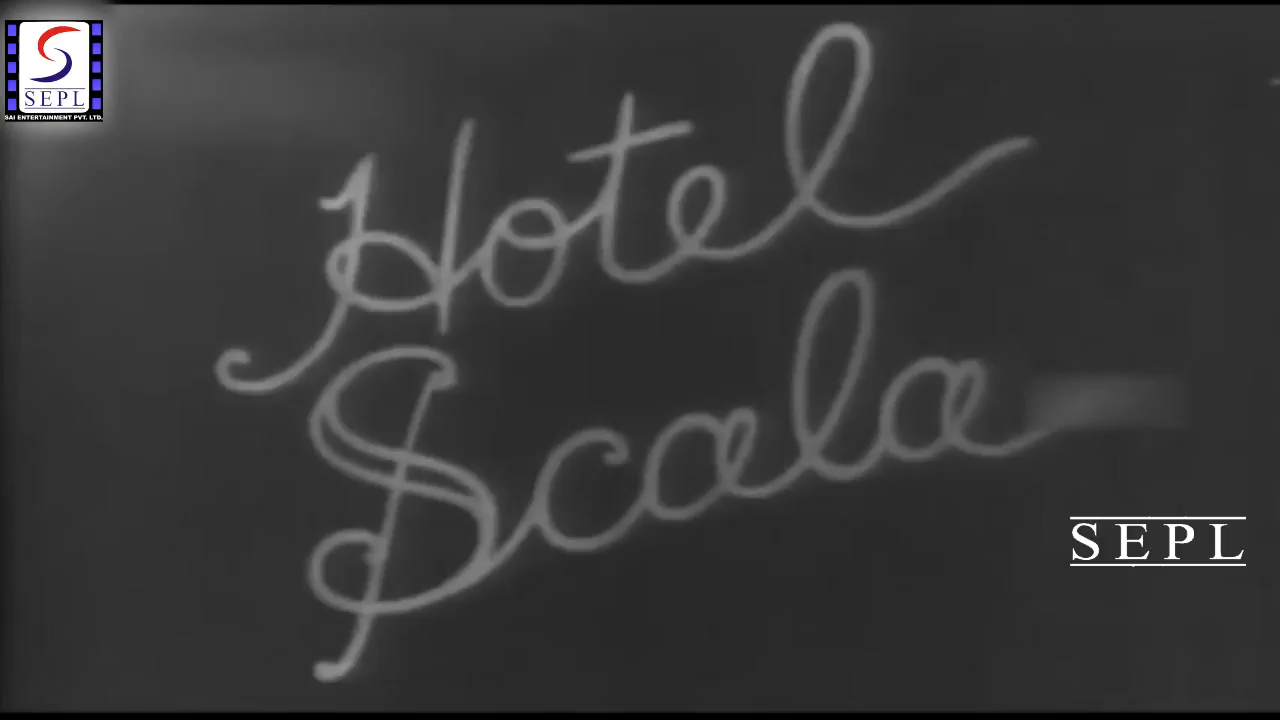 SEPL
SAI ENTERTAINMENT PVT. LTD.
Hotel
Scala
SEPL